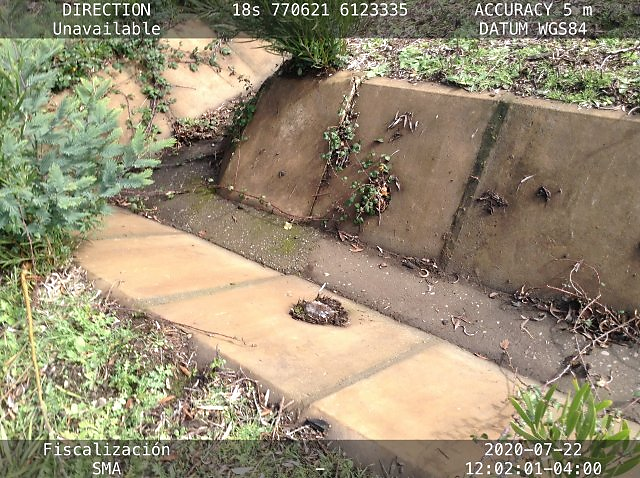 DIRECTION
Unavailable
18s 770621 6123335
ACCURACY 5 m
DATUM WGS84
Fiscalización
SMA
2020-07-22
12:02:01-04:00